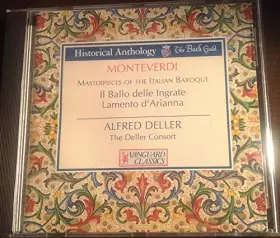 Historical Anthology The Bach Guild
MONTEVERDI
MASTERPIECES OF THE ITALIAN BAROQUE
Il Ballo delle Ingrate
Lamento d'Arianna
ALFRED DELLER
The Deller Consort
VANGUARD
CLASSICS